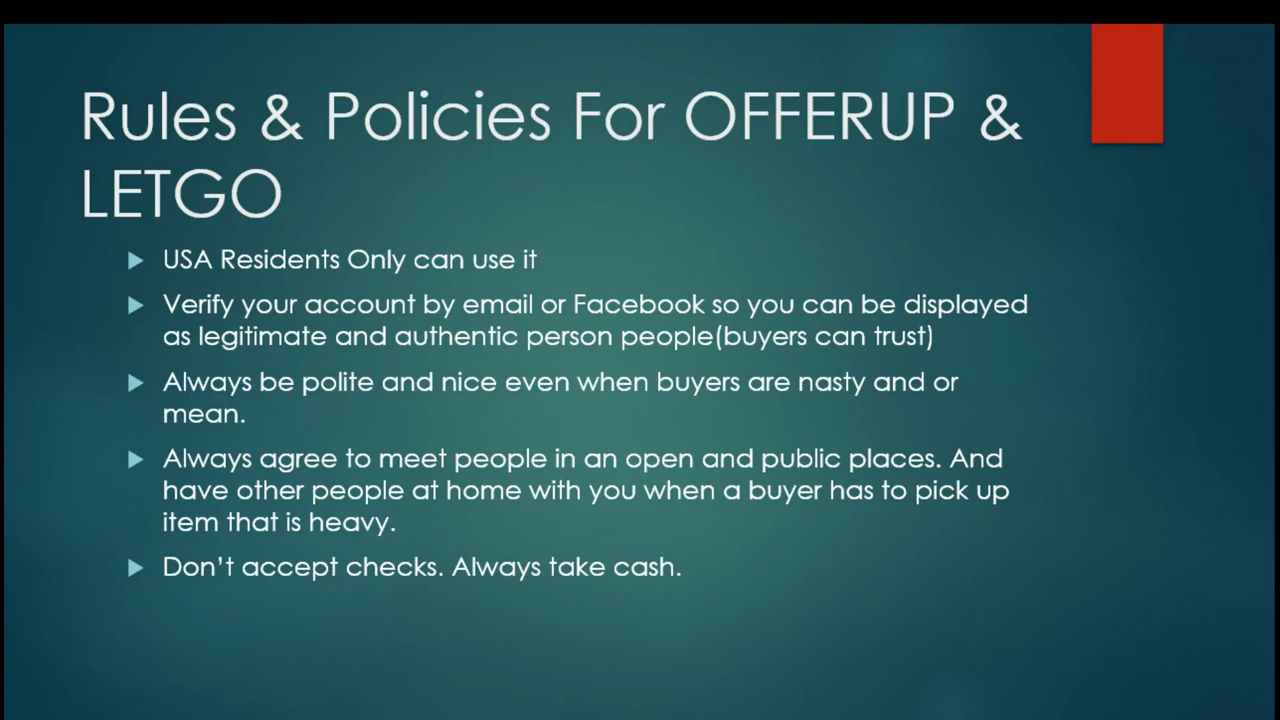 Rules & Policies For OFFERUP &
LETGO
USA Residents Only can use it
Verify your account by email or Facebook so you can be displayed
as legitimate and authentic person people(buyers can trust)
Always be polite and nice even when buyers are nasty and or
mean.
Always agree to meet people in an open and public places. And
have other people at home with you when a buyer has to pick up
item that is heavy.
Don't accept checks. Always take cash.